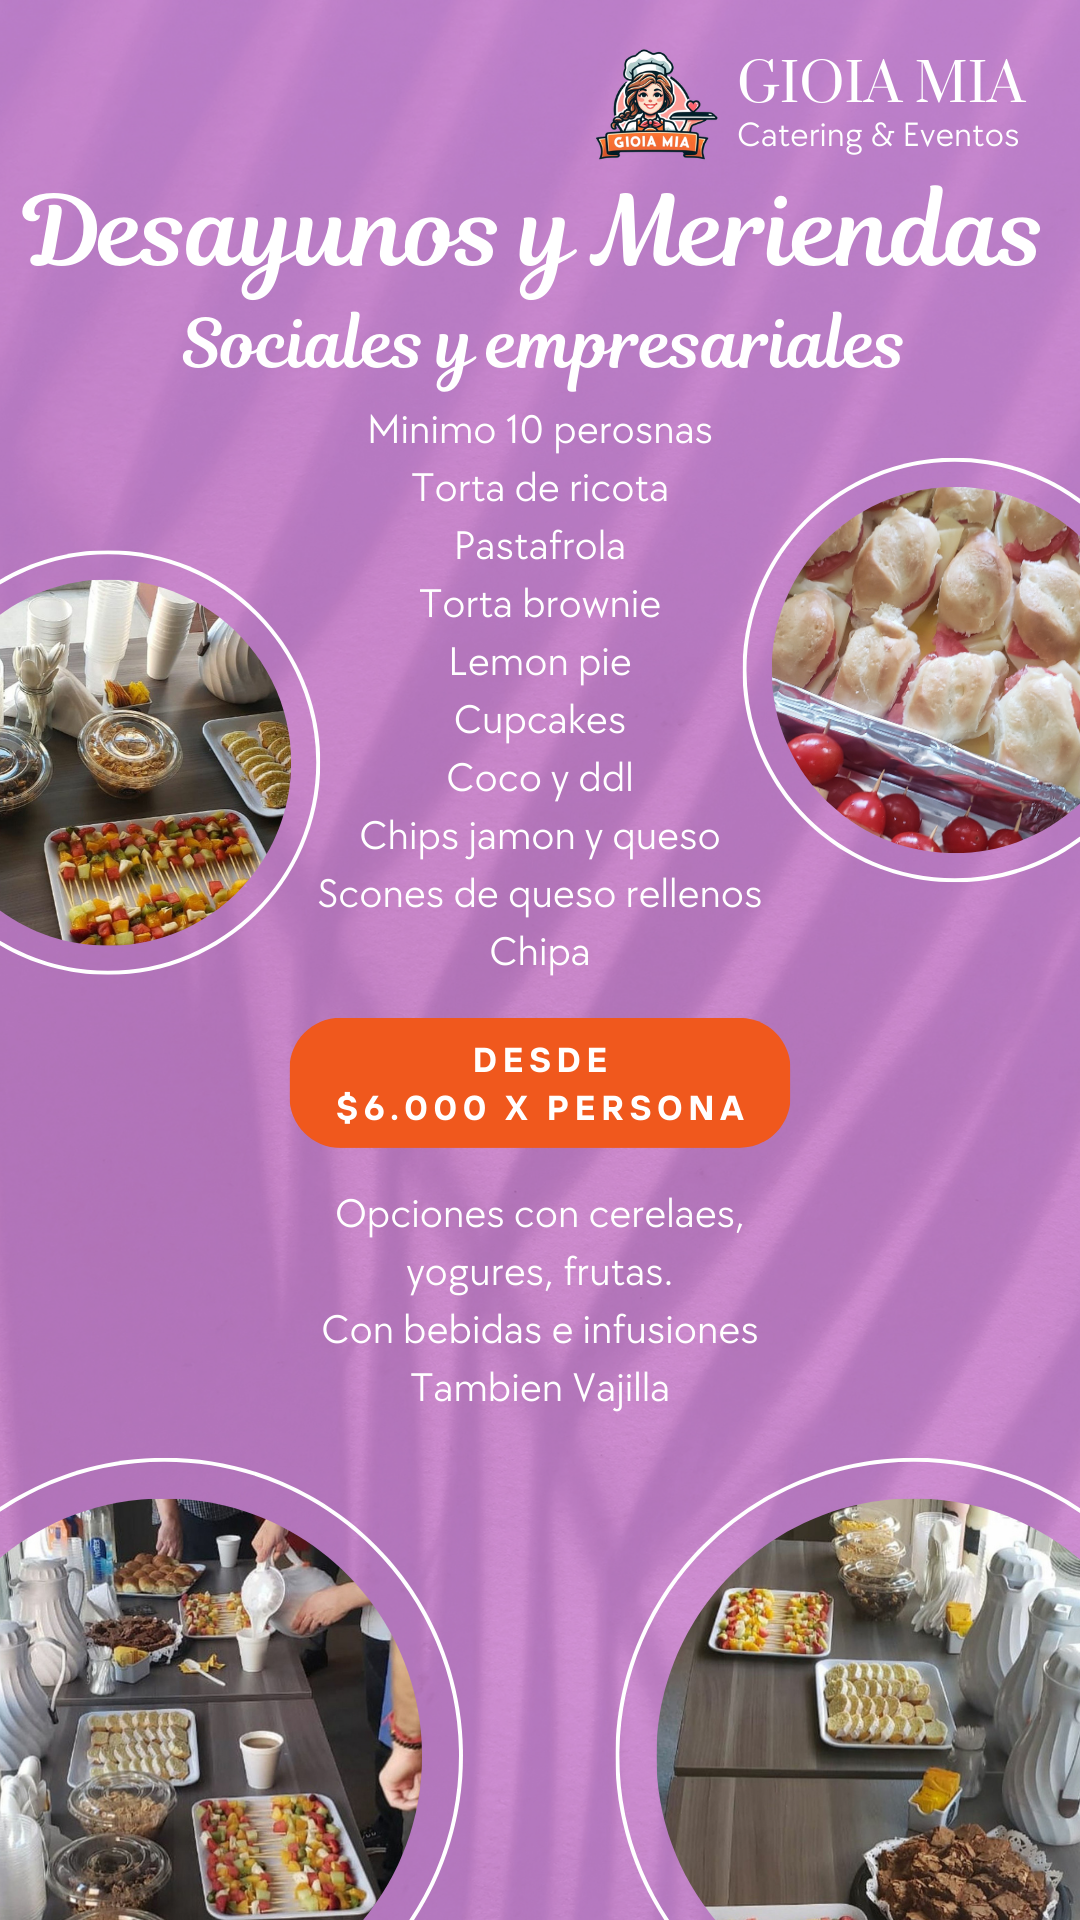 GIOIA MIA
GIOIA MIA
Catering & Eventos
Desayunos y Meriendas
Sociales y empresariales
Minimo 10 perosnas
Torta de ricota
Pastafrola
Torta brownie
Lemon pie
Cupcakes
Coco y ddl
Chips jamon y queso
Scones de queso rellenos
Chipa
DESDE
$6.000 X PERSONA
Opciones con cerelaes,
yogures, frutas.
Con bebidas e infusiones
Tambien Vajilla